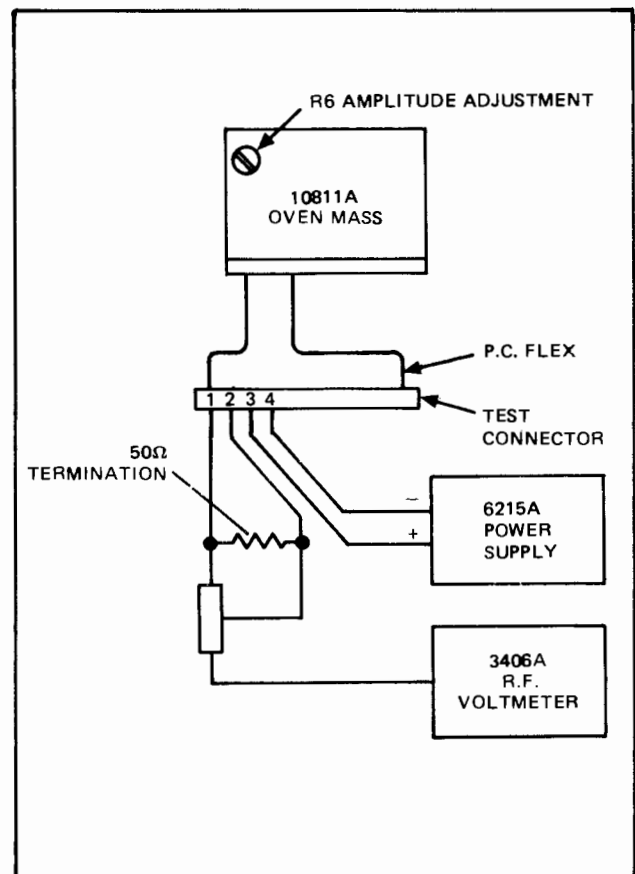 R6 AMPLITUDE ADJUSTMENT
10811A
OVEN MASS
P.C. FLEX
1 2 3 4
TEST
CONNECTOR
50Ω
TERMINATION
−
+
6215A
POWER
SUPPLY
3406A
R.F.
VOLTMETER